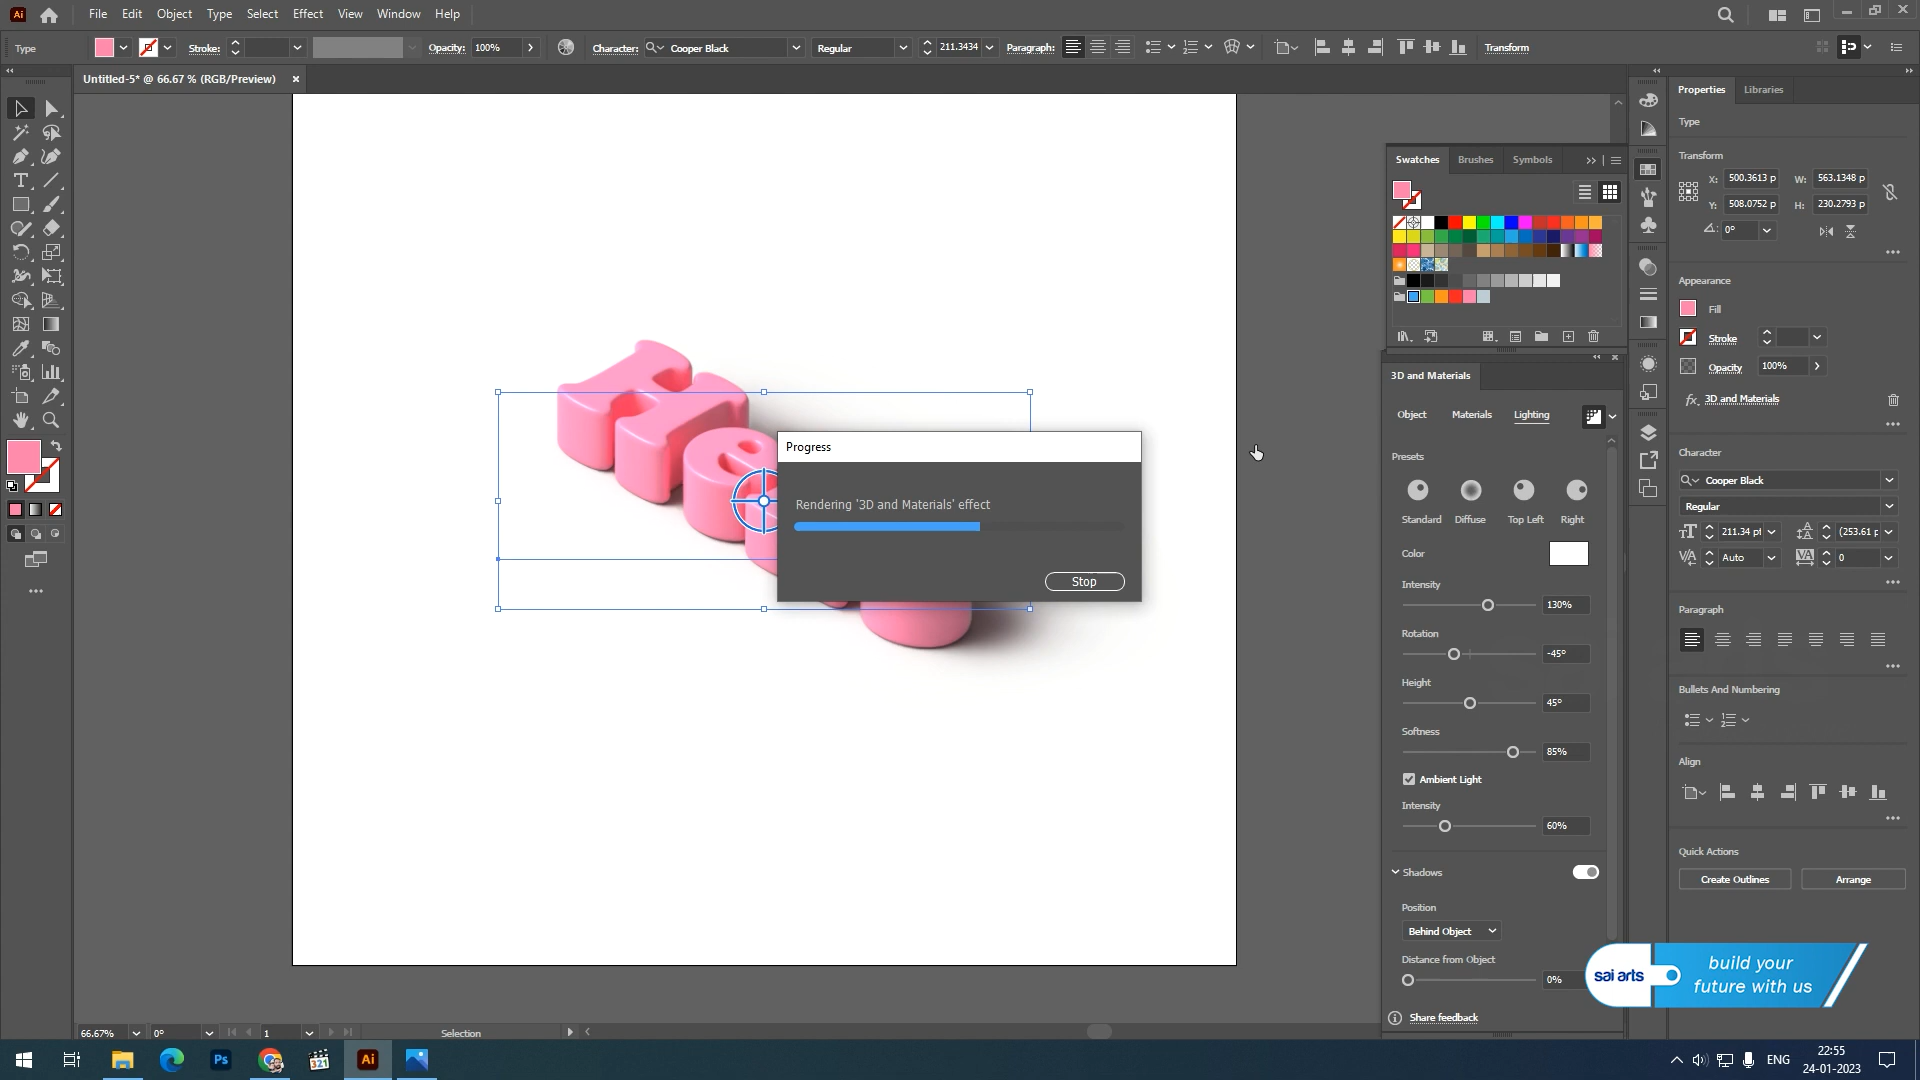 Ai File Edit Object Type Select Effect View Window Help
Type Stroke: Opacity: 100% Character: Cooper Black Regular 211.3434 Paragraph: Transform
Untitled-5* @ 66.67 % (RGB/Preview) ×
Properties Libraries
Type
Transform
X: 500.3613 p W: 563.1348 p
Y: 508.0752 p H: 230.2793 p
0°
Appearance
Fill
Stroke
Opacity 100%
fx. 3D and Materials
Character
Cooper Black
Regular
211.34 pt (253.61 p
Auto 0
Paragraph
Bullets And Numbering
Align
Quick Actions
Create Outlines Arrange
Swatches Brushes Symbols
3D and Materials
Object Materials Lighting
Presets
Standard Diffuse Top Left Right
Color
Intensity
130%
Rotation
-45°
Height
45°
Softness
85%
Ambient Light
Intensity
60%
Shadows
Position
Behind Object
Distance from Object
0%
Share feedback
Progress
Rendering '3D and Materials' effect
Stop
sai arts
build your
future with us
66.67% 0° 1 Selection
Ps 321 Ai
ENG
22:55
24-01-2023